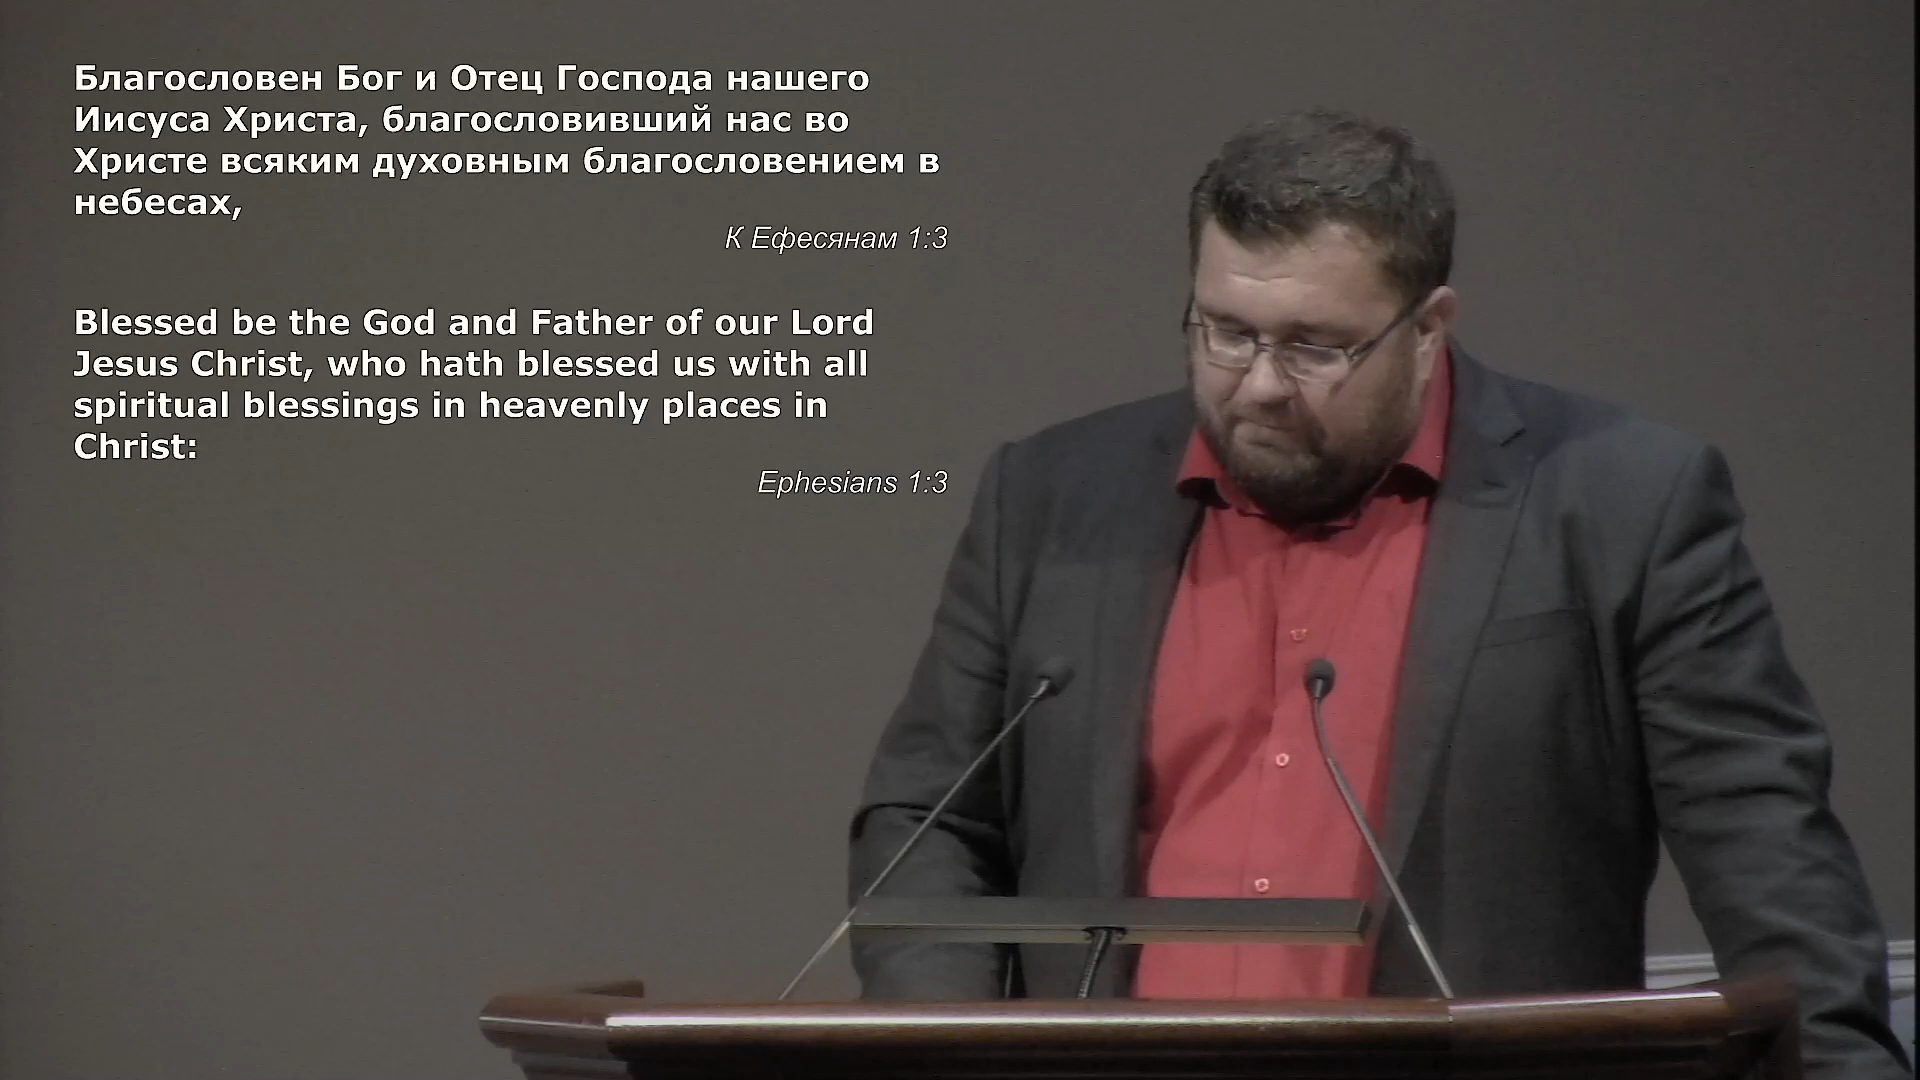 Благословен Бог и Отец Господа нашего
Иисуса Христа, благословивший нас во
Христе всяким духовным благословением в
небесах,
К Ефесянам 1:3
Blessed be the God and Father of our Lord
Jesus Christ, who hath blessed us with all
spiritual blessings in heavenly places in
Christ:
Ephesians 1:3